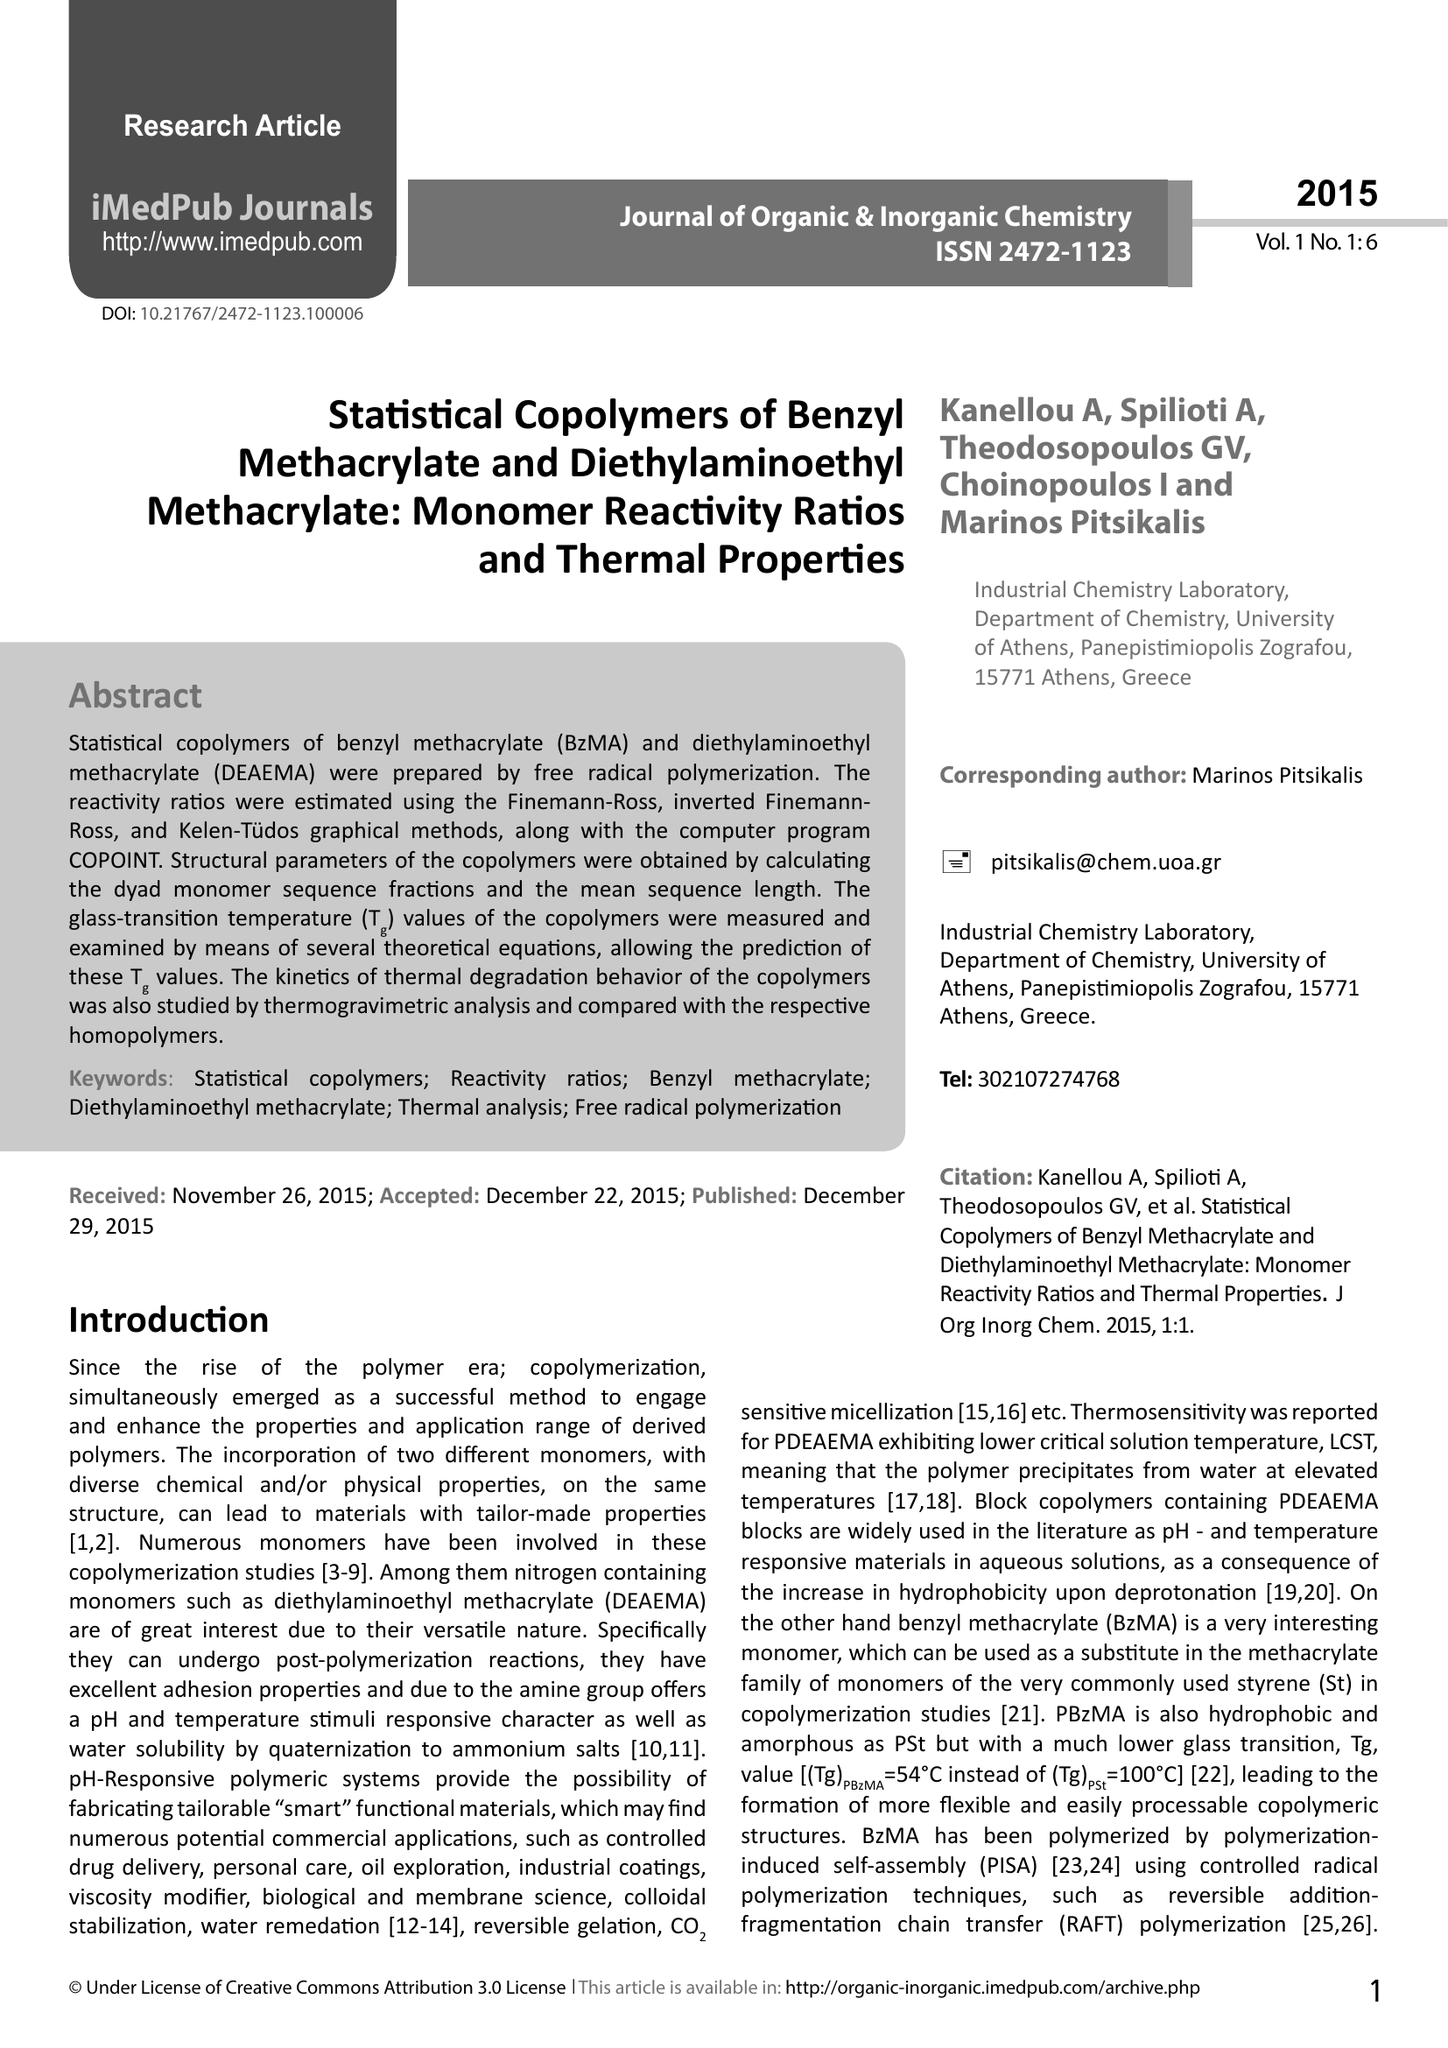 Research Article
iMedPub Journals
http://www.imedpub.com
Journal of Organic & Inorganic Chemistry
ISSN 2472-1123
2015
Vol. 1 No. 1: 6
DOI: 10.21767/2472-1123.100006
Statistical Copolymers of Benzyl
Methacrylate and Diethylaminoethyl
Methacrylate: Monomer Reactivity Ratios
and Thermal Properties
Kanellou A, Spilioti A,
Theodosopoulos GV,
Choinopoulos I and
Marinos Pitsikalis
Industrial Chemistry Laboratory,
Department of Chemistry, University
of Athens, Panepistimiopolis Zografou,
15771 Athens, Greece
Corresponding author: Marinos Pitsikalis
pitsikalis@chem.uoa.gr
Industrial Chemistry Laboratory,
Department of Chemistry, University of
Athens, Panepistimiopolis Zografou, 15771
Athens, Greece.
Tel: 302107274768
Citation: Kanellou A, Spilioti A,
Theodosopoulos GV, et al. Statistical
Copolymers of Benzyl Methacrylate and
Diethylaminoethyl Methacrylate: Monomer
Reactivity Ratios and Thermal Properties. J
Org Inorg Chem. 2015, 1:1.
Abstract
Statistical copolymers of benzyl methacrylate (BzMA) and diethylaminoethyl
methacrylate (DEAEMA) were prepared by free radical polymerization. The
reactivity ratios were estimated using the Finemann-Ross, inverted Finemann-
Ross, and Kelen-Tüdos graphical methods, along with the computer program
COPOINT. Structural parameters of the copolymers were obtained by calculating
the dyad monomer sequence fractions and the mean sequence length. The
glass-transition temperature (Tg) values of the copolymers were measured and
examined by means of several theoretical equations, allowing the prediction of
these Tg values. The kinetics of thermal degradation behavior of the copolymers
was also studied by thermogravimetric analysis and compared with the respective
homopolymers.
Keywords: Statistical copolymers; Reactivity ratios; Benzyl methacrylate;
Diethylaminoethyl methacrylate; Thermal analysis; Free radical polymerization
Received: November 26, 2015; Accepted: December 22, 2015; Published: December
29, 2015
Introduction
Since the rise of the polymer era; copolymerization,
simultaneously emerged as a successful method to engage
and enhance the properties and application range of derived
polymers. The incorporation of two different monomers, with
diverse chemical and/or physical properties, on the same
structure, can lead to materials with tailor-made properties
[1,2]. Numerous monomers have been involved in these
copolymerization studies [3-9]. Among them nitrogen containing
monomers such as diethylaminoethyl methacrylate (DEAEMA)
are of great interest due to their versatile nature. Specifically
they can undergo post-polymerization reactions, they have
excellent adhesion properties and due to the amine group offers
a pH and temperature stimuli responsive character as well as
water solubility by quaternization to ammonium salts [10,11].
pH-Responsive polymeric systems provide the possibility of
fabricating tailorable “smart” functional materials, which may find
numerous potential commercial applications, such as controlled
drug delivery, personal care, oil exploration, industrial coatings,
viscosity modifier, biological and membrane science, colloidal
stabilization, water remedation [12-14], reversible gelation, CO2
sensitive micellization [15,16] etc. Thermosensitivity was reported
for PDEAEMA exhibiting lower critical solution temperature, LCST,
meaning that the polymer precipitates from water at elevated
temperatures [17,18]. Block copolymers containing PDEAEMA
blocks are widely used in the literature as pH - and temperature
responsive materials in aqueous solutions, as a consequence of
the increase in hydrophobicity upon deprotonation [19,20]. On
the other hand benzyl methacrylate (BzMA) is a very interesting
monomer, which can be used as a substitute in the methacrylate
family of monomers of the very commonly used styrene (St) in
copolymerization studies [21]. PBzMA is also hydrophobic and
amorphous as PSt but with a much lower glass transition, Tg,
value [(Tg)PBzMA=54°C instead of (Tg)PSt=100°C] [22], leading to the
formation of more flexible and easily processable copolymeric
structures. BzMA has been polymerized by polymerization-
induced self-assembly (PISA) [23,24] using controlled radical
polymerization techniques, such as reversible addition-
fragmentation chain transfer (RAFT) polymerization [25,26].
© Under License of Creative Commons Attribution 3.0 License | This article is available in: http://organic-inorganic.imedpub.com/archive.php
1